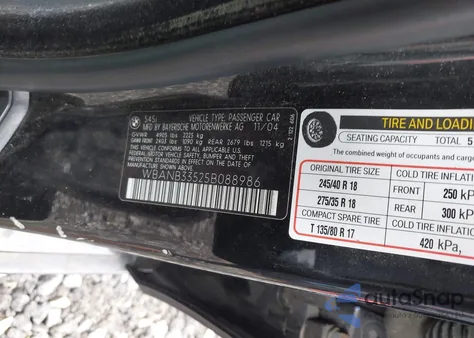 545i VEHICLE TYPE: PASSENGER CAR
MFG BY BAYERISCHE MOTORENWERKE AG 11/04
GVWR 4905 lbs 2225 kg
GAWR FRONT 2403 lbs 1090 kg REAR 2679 lbs 1215 kg
THIS VEHICLE CONFORMS TO ALL APPLICABLE
FEDERAL MOTOR VEHICLE
SAFETY, BUMPER, AND THEFT PREVENTION
STANDARDS IN EFFECT ON THE DATE OF
MANUFACTURE SHOWN ABOVE.
WBANB33525B088986
TIRE AND LOADI
SEATING CAPACITY TOTAL 5
The combined weight of occupants and cargo
ORIGINAL TIRE SIZE COLD TIRE INFLAT
245/40 R 18 FRONT 250 kP
275/35 R 18 REAR 300 kP
COMPACT SPARE TIRE COLD TIRE INFLA
T 135/80 R 17 420 kPa,
autoSnap